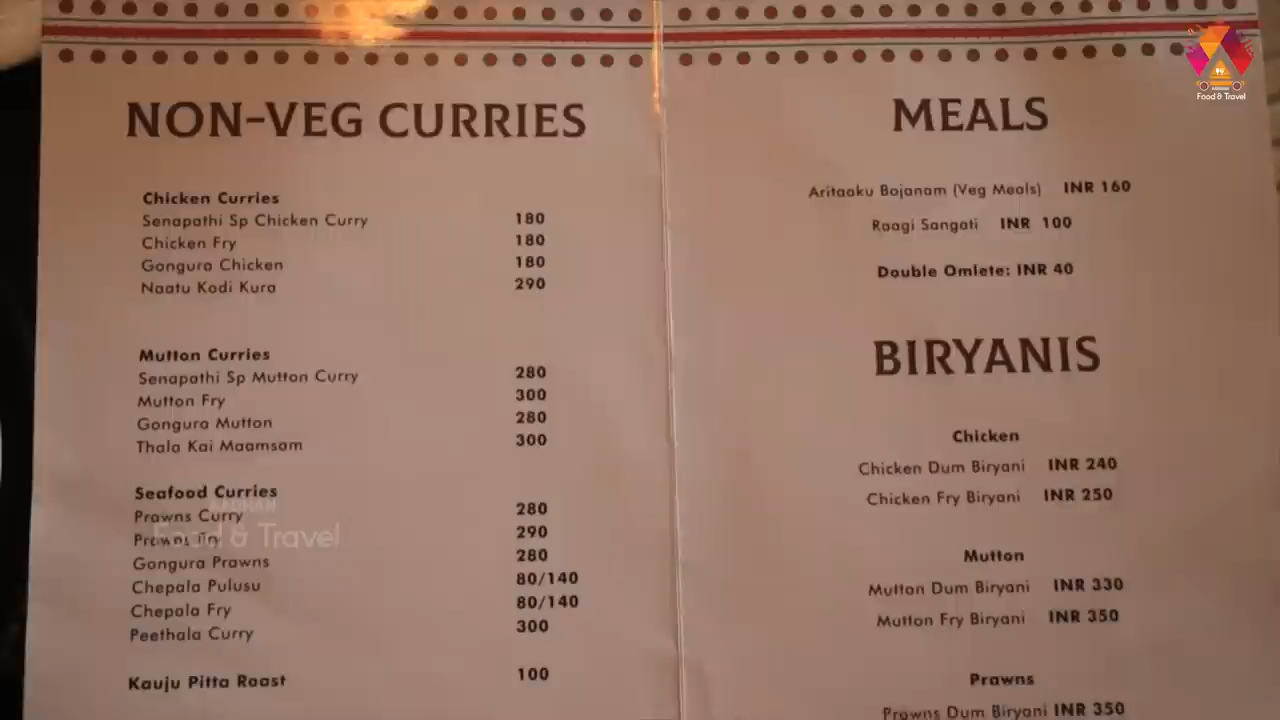 NON-VEG CURRIES
Chicken Curries
Senapathi Sp Chicken Curry 180
Chicken Fry 180
Gongura Chicken 180
Naatu Kodi Kura 290
Mutton Curries
Senapathi Sp Mutton Curry 280
Mutton Fry 300
Gongura Mutton 280
Thala Kai Maamsam 300
Seafood Curries
Prawns Curry 280
Prawns Fry 290
Gongura Prawns 280
Chepala Pulusu 80/140
Chepala Fry 80/140
Peethala Curry 300
Kauju Pitta Roast 100
MEALS
Aritaaku Bojanam (Veg Meals) INR 160
Raagi Sangati INR 100
Double Omlete: INR 40
BIRYANIS
Chicken
Chicken Dum Biryani INR 240
Chicken Fry Biryani INR 250
Mutton
Mutton Dum Biryani INR 330
Mutton Fry Biryani INR 350
Prawns
Prawns Dum Biryani INR 350
Food & Travel
Food & Travel